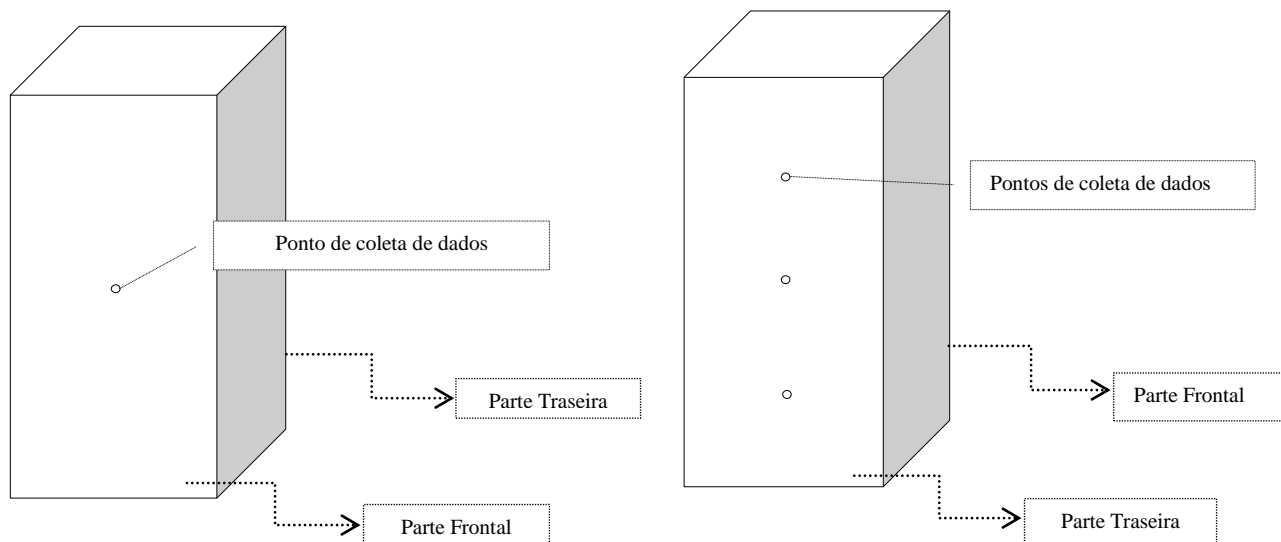 Ponto de coleta de dados
Parte Traseira
Parte Frontal
Pontos de coleta de dados
Parte Frontal
Parte Traseira